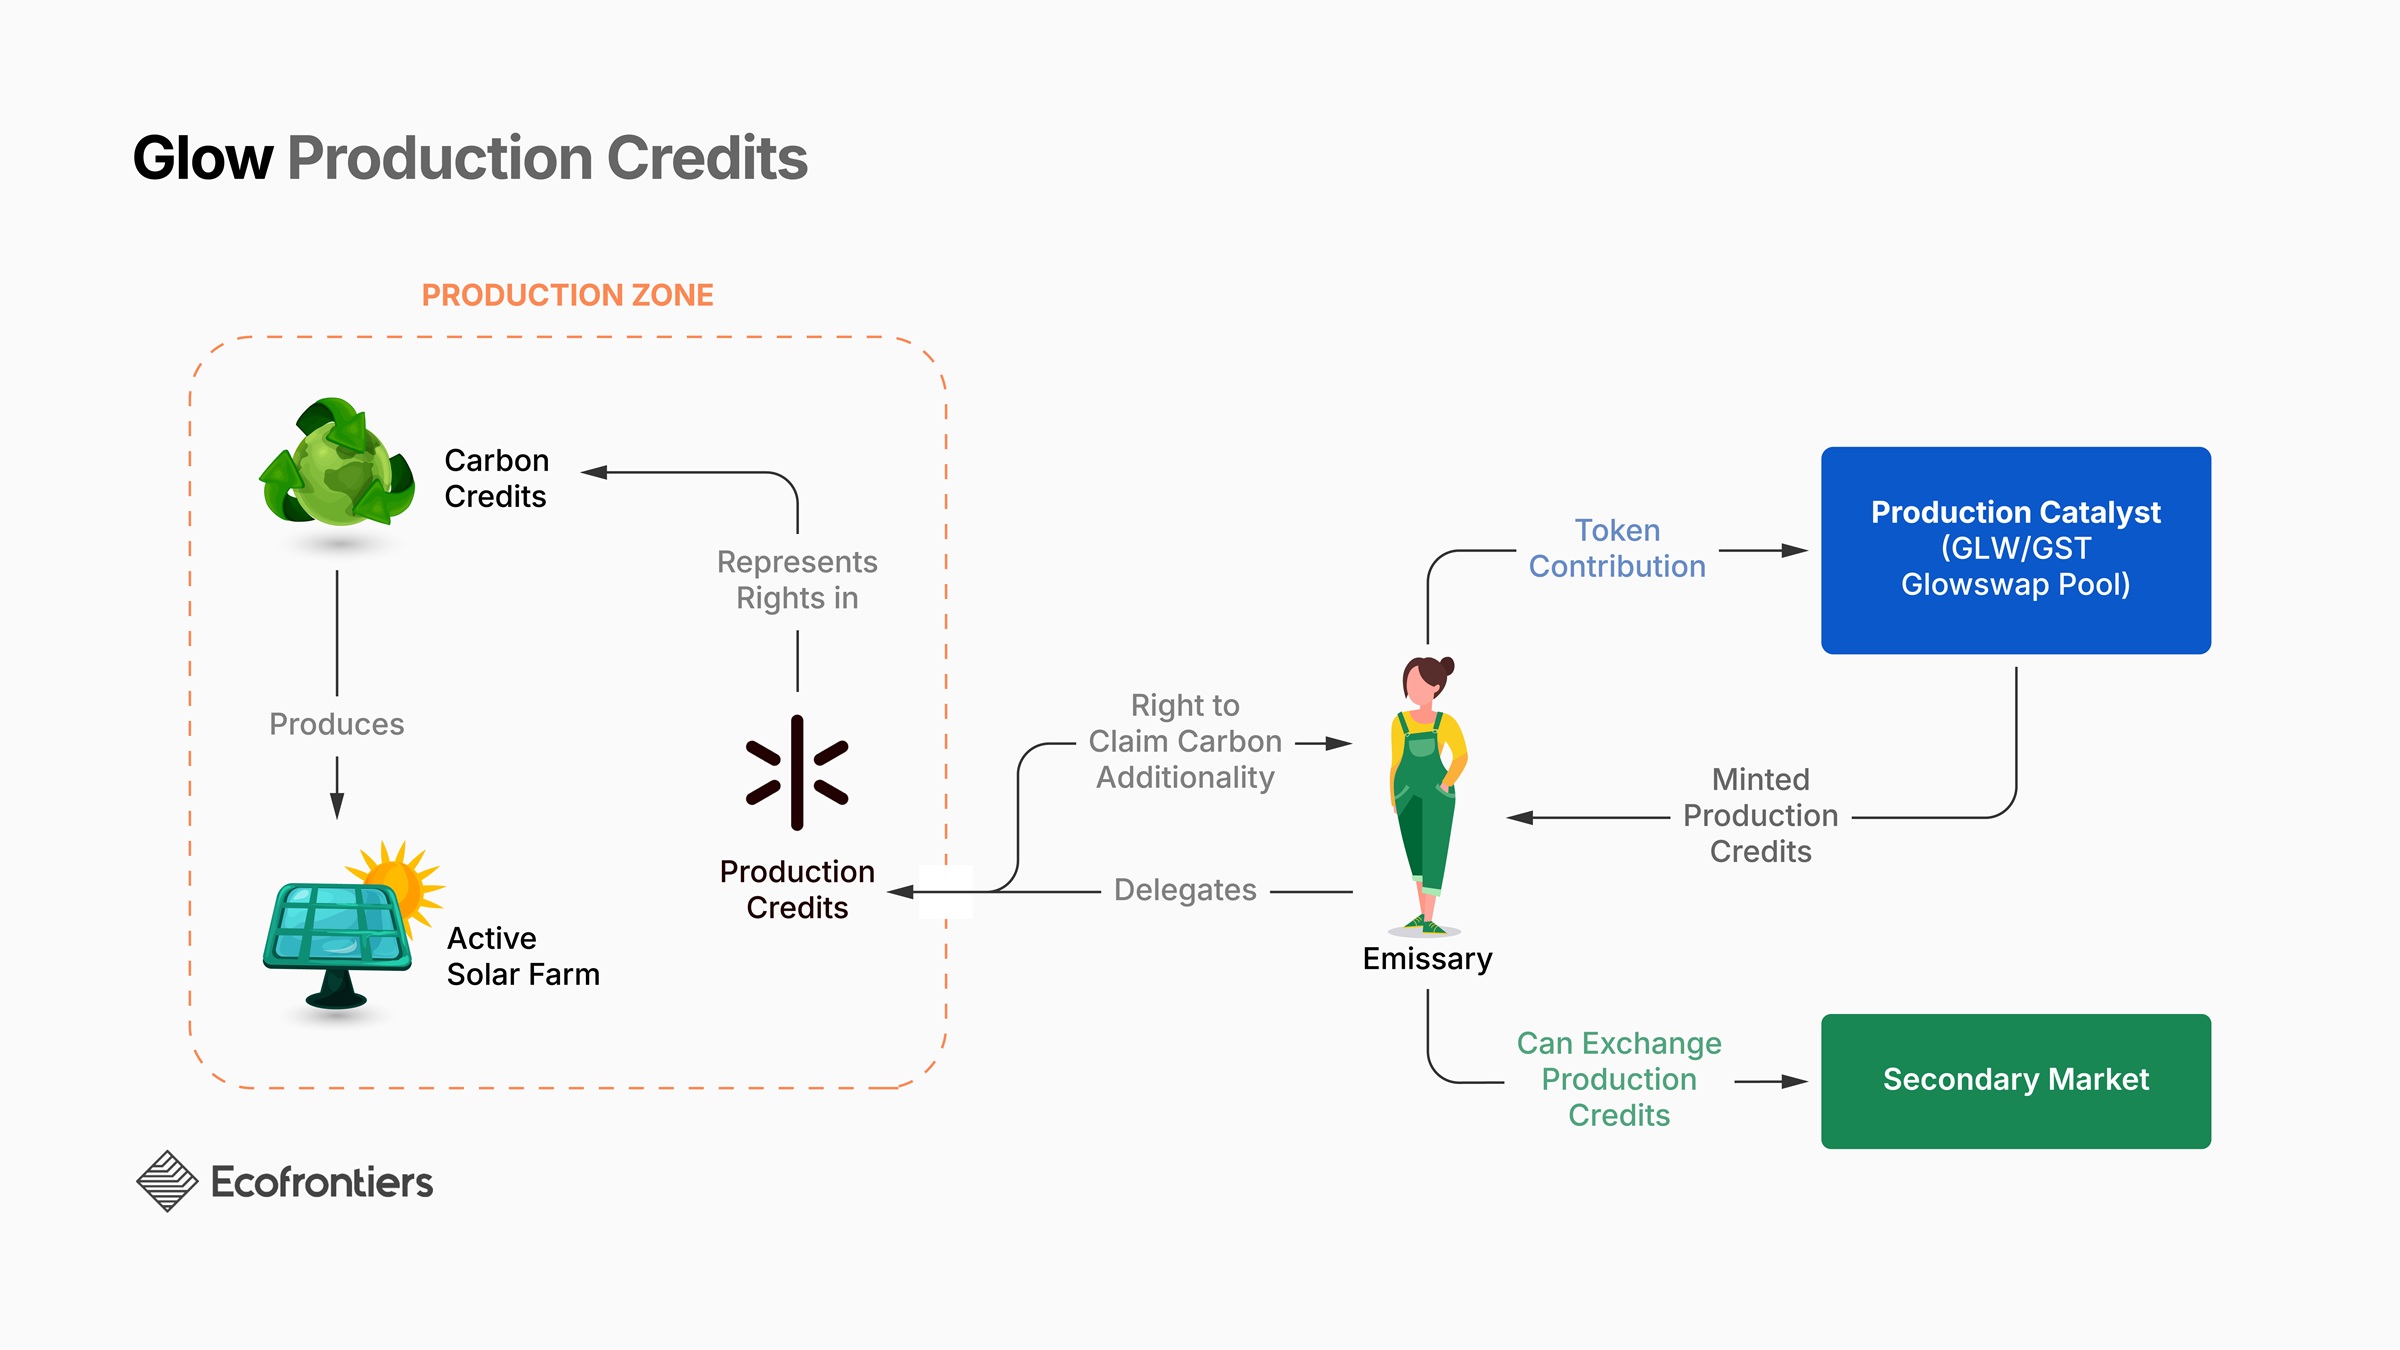 Glow Production Credits
PRODUCTION ZONE
Carbon
Credits
Represents
Rights in
Produces
Production
Credits
Active
Solar Farm
Right to
Claim Carbon
Additionality
Delegates
Emissary
Token
Contribution
Production Catalyst
(GLW/GST
Glowswap Pool)
Minted
Production
Credits
Can Exchange
Production
Credits
Secondary Market
Ecofrontiers